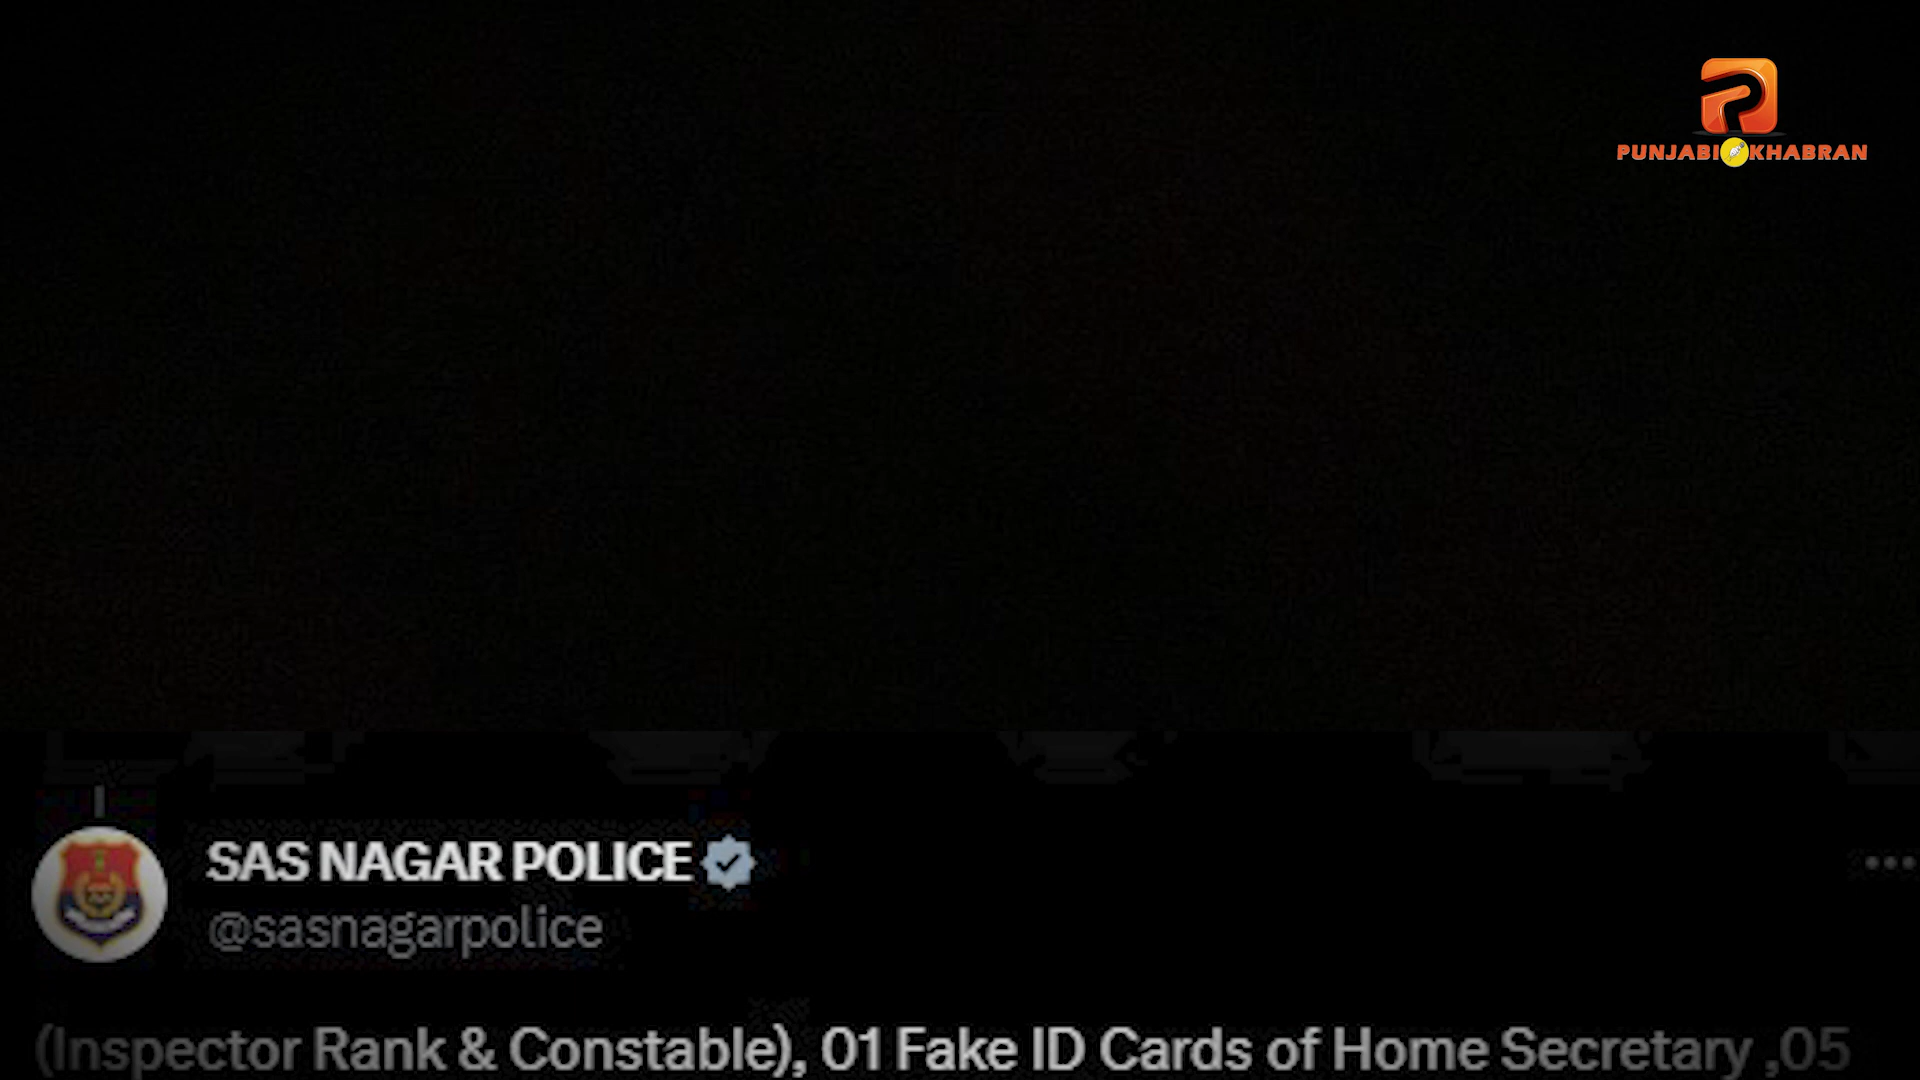 PUNJABI KHABRAN
SAS NAGAR POLICE
@sasnagarpolice
(Inspector Rank & Constable), 01 Fake ID Cards of Home Secretary ,05